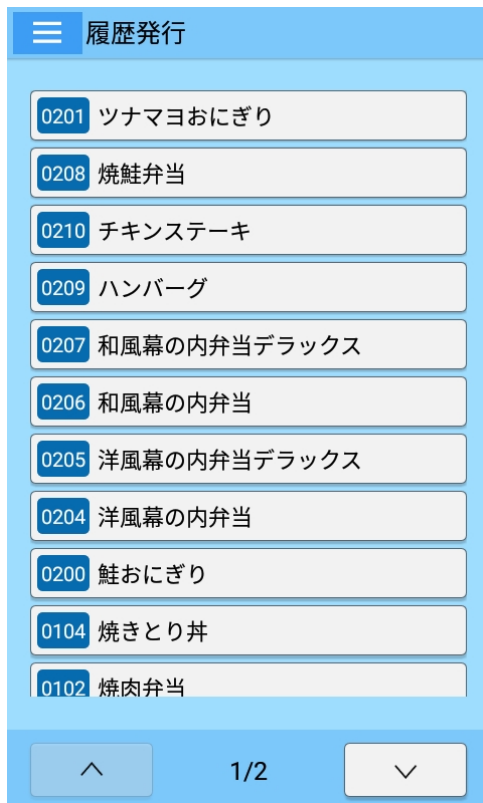 履歴発行
0201 ツナマヨおにぎり
0208 焼鮭弁当
0210 チキンステーキ
0209 ハンバーグ
0207 和風幕の内弁当デラックス
0206 和風幕の内弁当
0205 洋風幕の内弁当デラックス
0204 洋風幕の内弁当
0200 鮭おにぎり
0104 焼きとり丼
0102 焼肉弁当
1/2